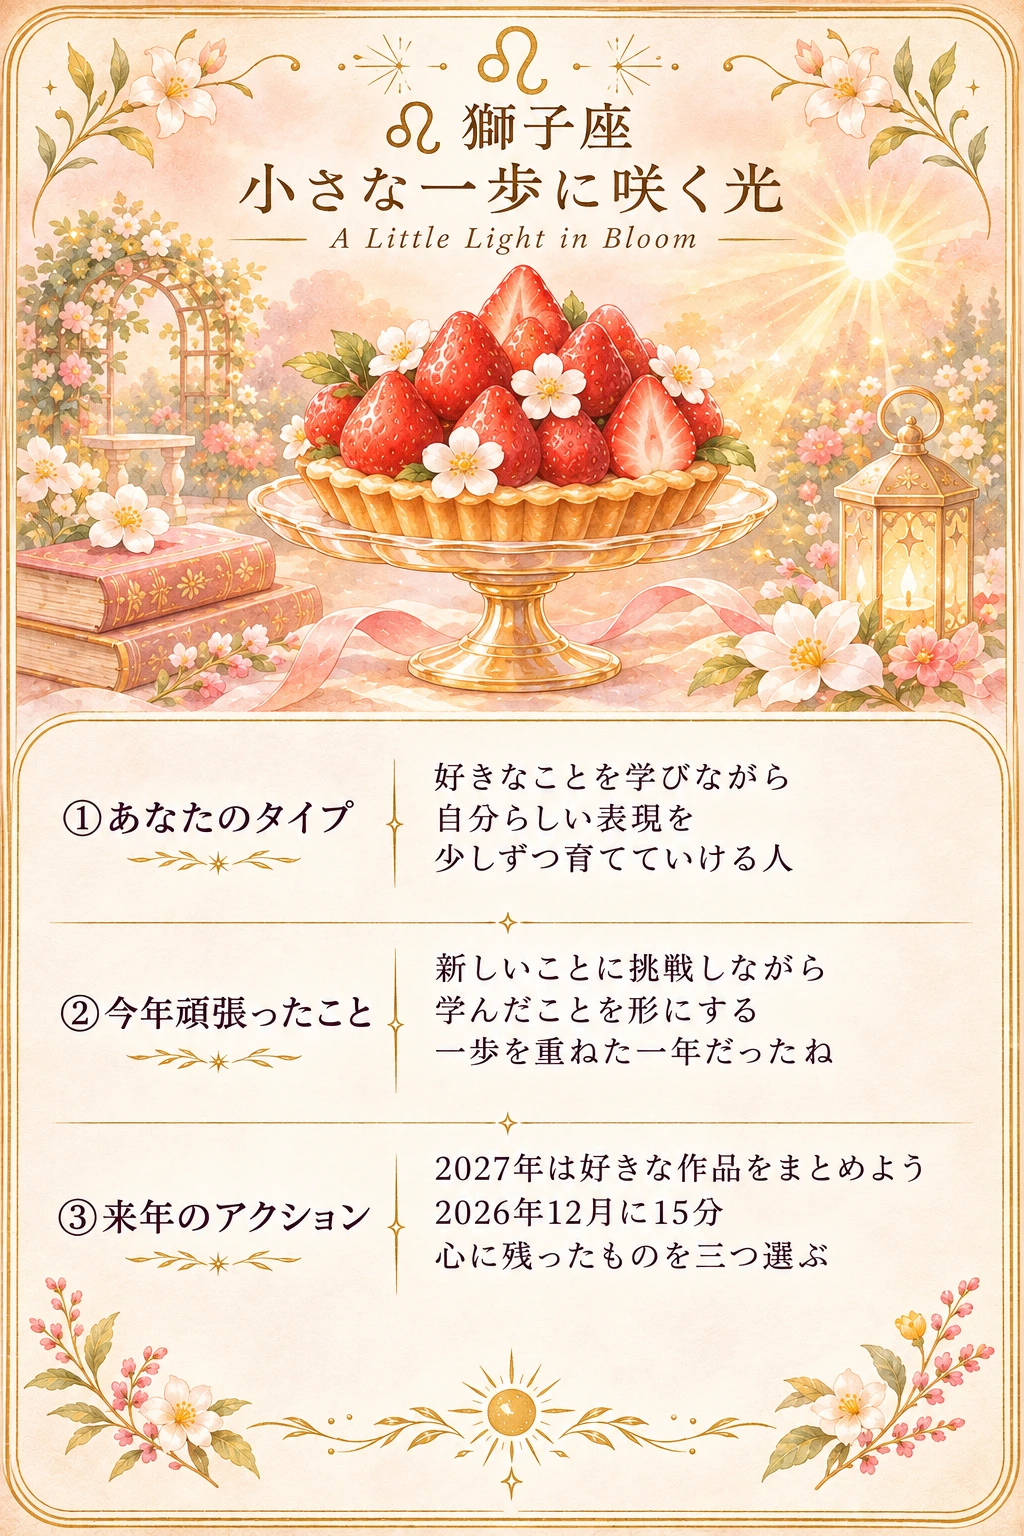 ♌
♌ 獅子座
小さな一歩に咲く光
A Little Light in Bloom
①あなたのタイプ
好きなことを学びながら
自分らしい表現を
少しずつ育てていける人
②今年頑張ったこと
新しいことに挑戦しながら
学んだことを形にする
一歩を重ねた一年だったね
③来年のアクション
2027年は好きな作品をまとめよう
2026年12月に15分
心に残ったものを三つ選ぶ